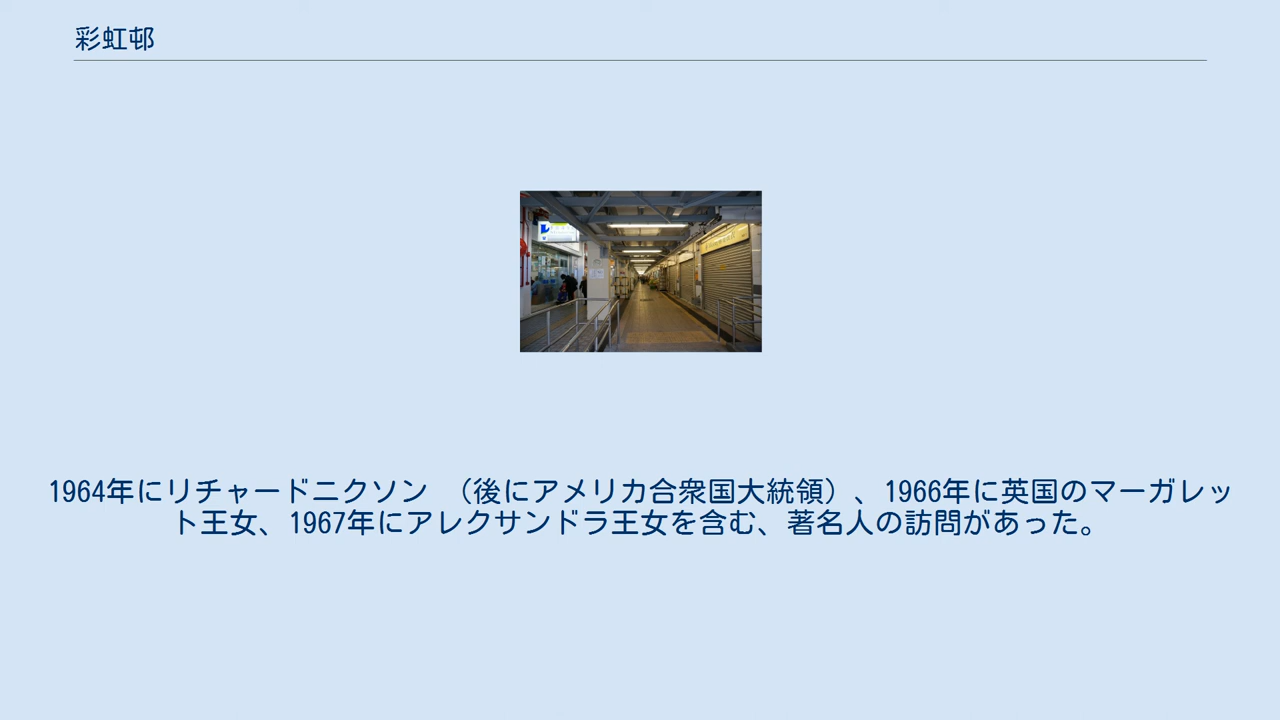 彩虹邨
1964年にリチャードニクソン （後にアメリカ合衆国大統領）、1966年に英国のマーガレッ
ト王女、1967年にアレクサンドラ王女を含む、著名人の訪問があった。